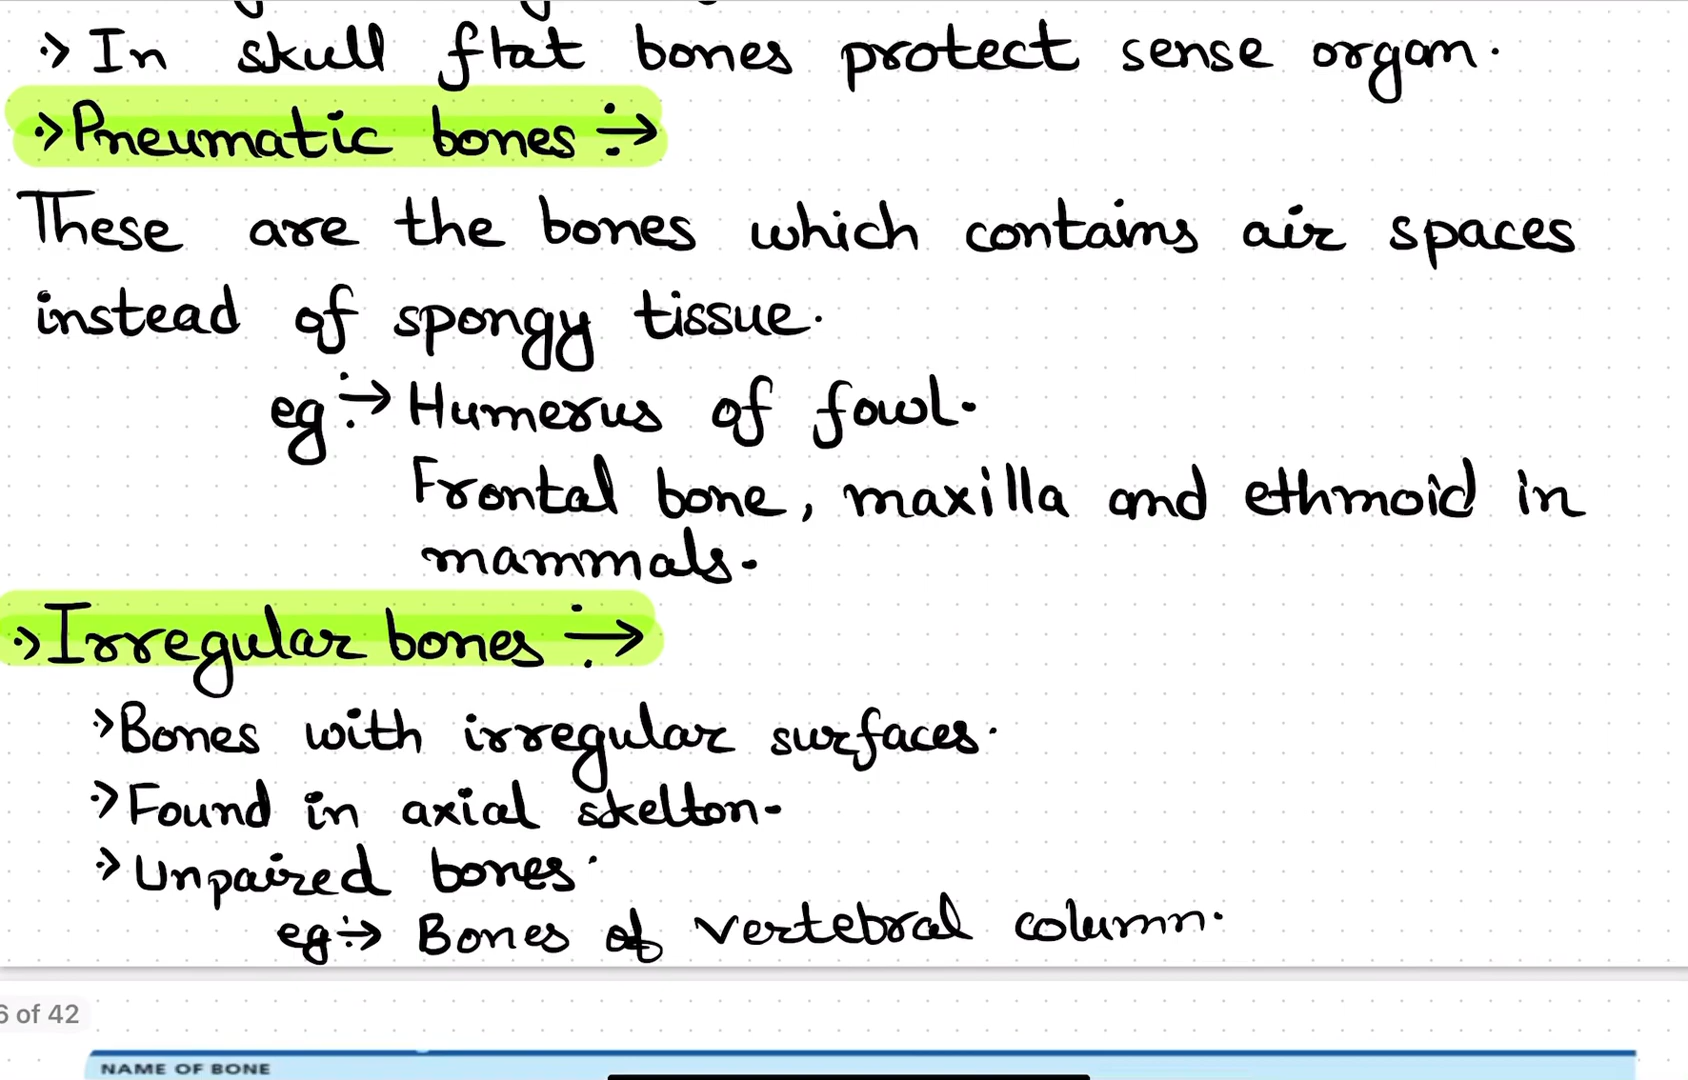 ·> In skull flat bones protect sense organ.
·> Pneumatic bones ÷>
These are the bones which contains air spaces
instead of spongy tissue.
eg ÷> Humerus of fowl.
Frontal bone, maxilla and ethmoid in
mammals.
·> Irregular bones ÷>
·> Bones with irregular surfaces.
·> Found in axial skelton.
·> Unpaired bones.
eg ÷> Bones of vertebral column.
6 of 42
NAME OF BONE